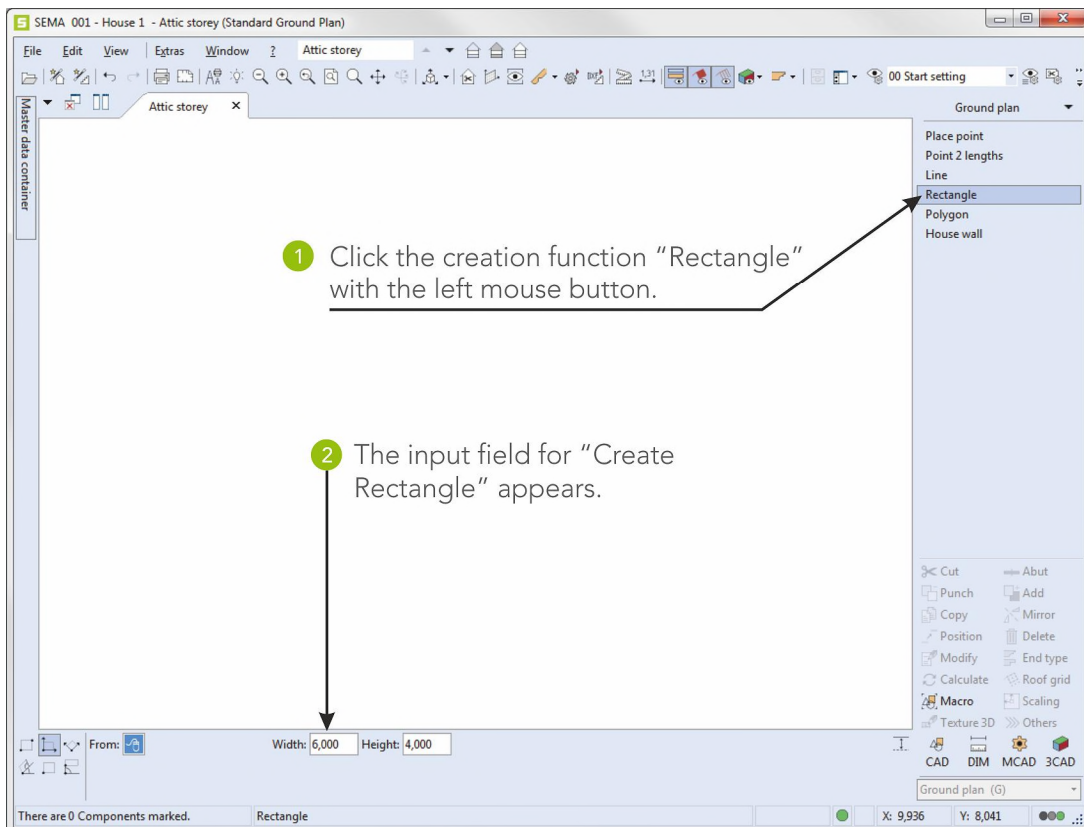 SEMA 001 - House 1 - Attic storey (Standard Ground Plan)
File Edit View Extras Window ? Attic storey
1,31 00 Start setting
Attic storey
Master data container
Ground plan
Place point
Point 2 lengths
Line
Rectangle
Polygon
House wall
1 Click the creation function “Rectangle”
with the left mouse button.
2 The input field for “Create
Rectangle” appears.
Cut Abut
Punch Add
Copy Mirror
Position Delete
Modify End type
Calculate Roof grid
Macro Scaling
Texture 3D Others
From: Width: 6,000 Height: 4,000
CAD DIM MCAD 3CAD
Ground plan (G)
There are 0 Components marked. Rectangle X: 9,936 Y: 8,041